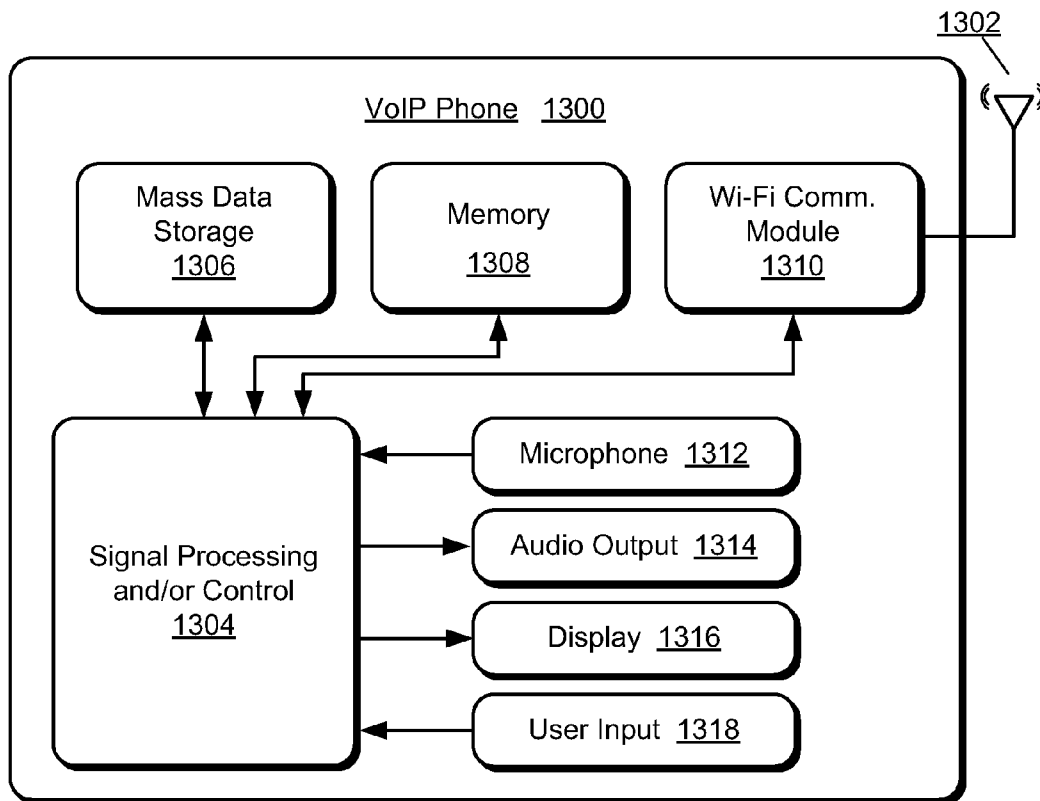 1302
VoIP Phone 1300
Mass Data
Storage
1306
Memory
1308
Wi-Fi Comm.
Module
1310
Signal Processing
and/or Control
1304
Microphone 1312
Audio Output 1314
Display 1316
User Input 1318